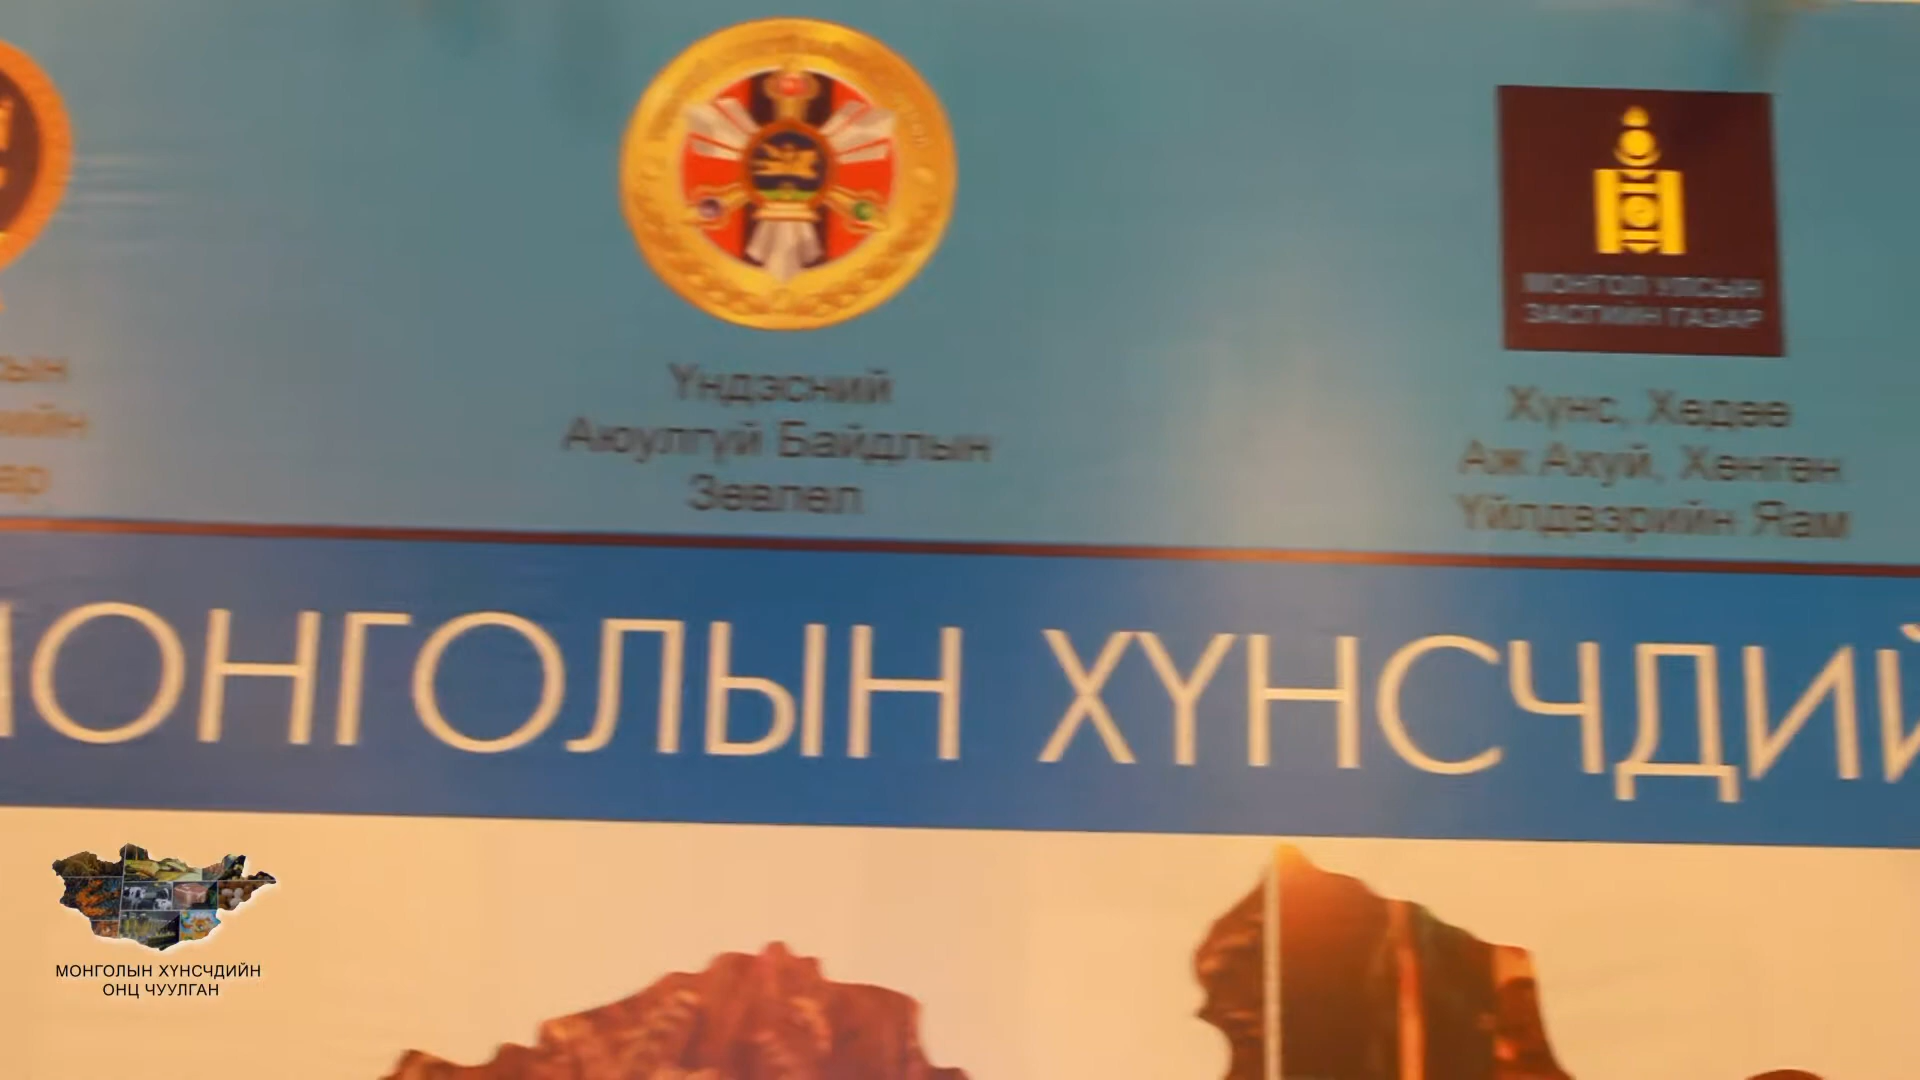 МОНГОЛ УЛСЫН
ЗАСГИЙН ГАЗАР
Үндэсний
Аюулгүй Байдлын
Зөвлөл
Хүнс, Хөдөө
Аж Ахуй, Хөнгөн
Үйлдвэрийн Яам
МОНГОЛЫН ХҮНСЧДИЙ
МОНГОЛЫН ХҮНСЧДИЙН
ОНЦ ЧУУЛГАН